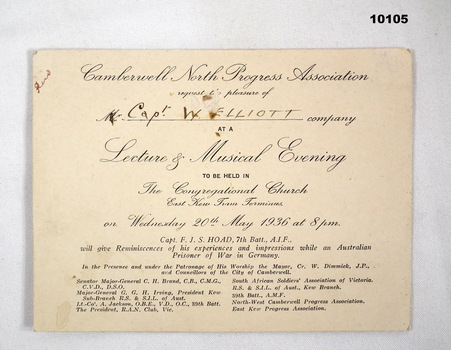 10105
Camberwell North Progress Association
request the pleasure of
Mr Capt W ELLIOTT company
AT A
Lecture & Musical Evening
TO BE HELD IN
The Congregational Church
East Kew Tram Terminus
on Wednesday 20th May 1936 at 8 pm.
Capt. F. J. S. HOAD, 7th Batt., A.I.F.,
will give Reminiscences of his experiences and impressions while an Australian
Prisoner of War in Germany.
In the Presence and under the Patronage of His Worship the Mayor, Cr. W. Dimmick, J.P.,
and Councillors of the City of Camberwell.
Senator Major-General C. H. Brand, C.B., C.M.G., C.V.D., D.S.O.
Major-General G. G. H. Irving, President Kew Sub-Branch R.S. & S.I.L. of Aust.
Lt.-Col. A. Jackson, O.B.E., V.D., O.C., 39th Batt.
The President, R.A.N. Club, Vic.
South African Soldiers' Association of Victoria.
R.S. & S.I.L. of Aust., Kew Branch.
39th Batt., A.M.F.
North-West Camberwell Progress Association.
East Kew Progress Association.